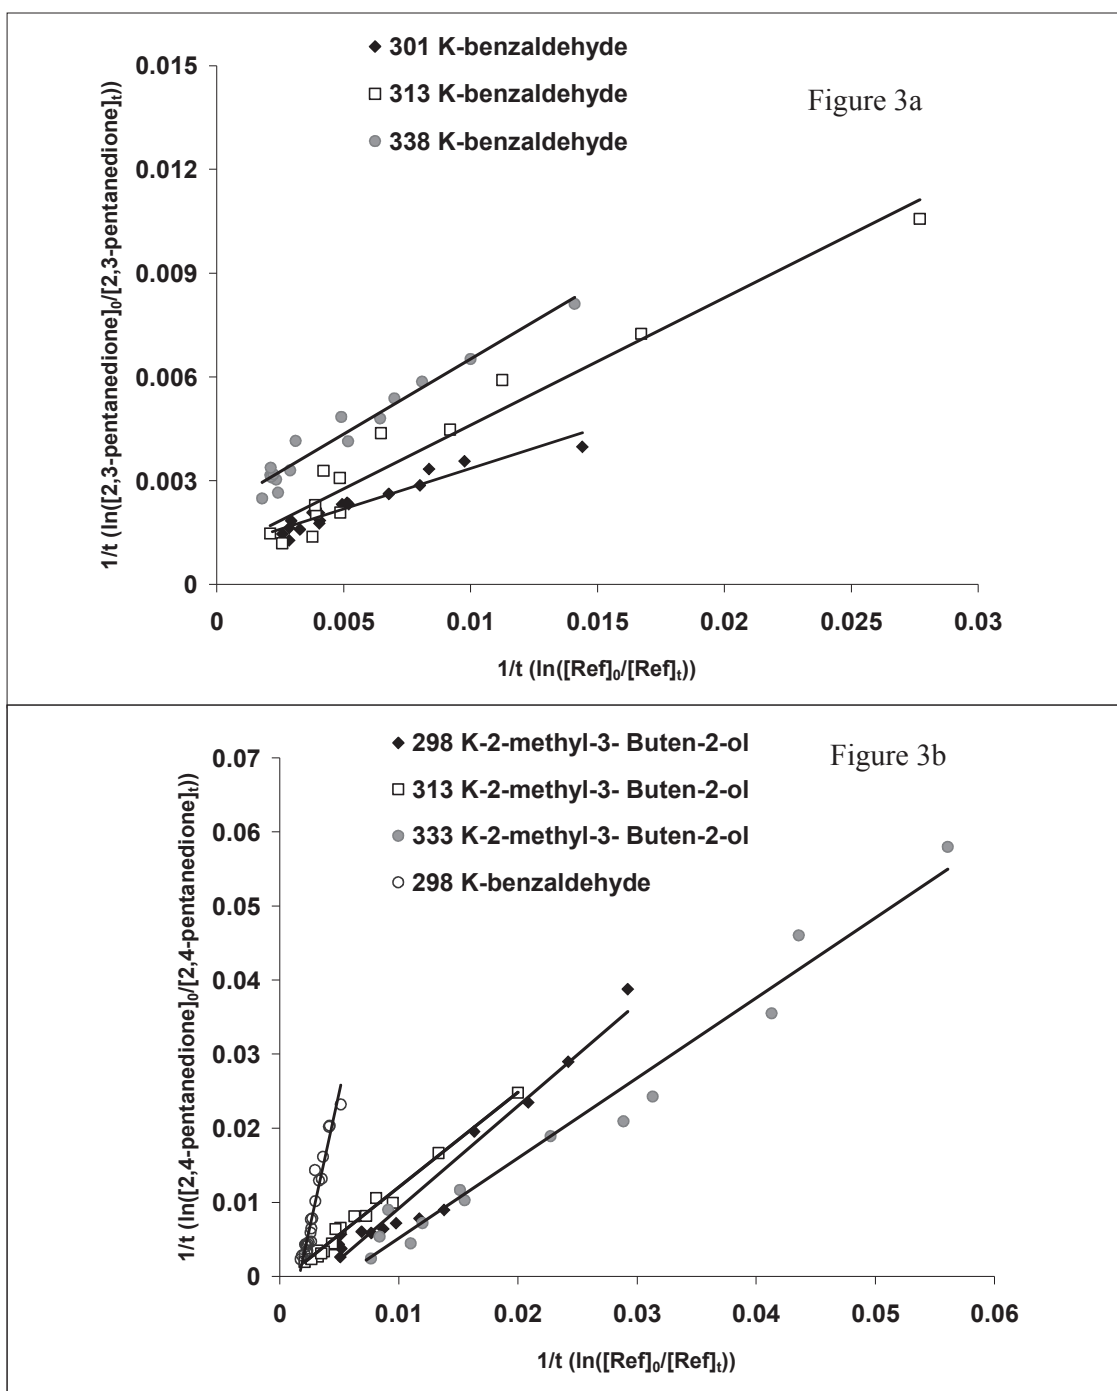 301 K-benzaldehyde
313 K-benzaldehyde
338 K-benzaldehyde
Figure 3a
1/t (ln([2,3-pentanedione]₀/[2,3-pentanedione]ₜ))
0.015
0.012
0.009
0.006
0.003
0
0 0.005 0.01 0.015 0.02 0.025 0.03
1/t (ln([Ref]₀/[Ref]ₜ))
298 K-2-methyl-3- Buten-2-ol
313 K-2-methyl-3- Buten-2-ol
333 K-2-methyl-3- Buten-2-ol
298 K-benzaldehyde
Figure 3b
1/t (ln([2,4-pentanedione]₀/[2,4-pentanedione]ₜ))
0.07
0.06
0.05
0.04
0.03
0.02
0.01
0
0 0.01 0.02 0.03 0.04 0.05 0.06
1/t (ln([Ref]₀/[Ref]ₜ))